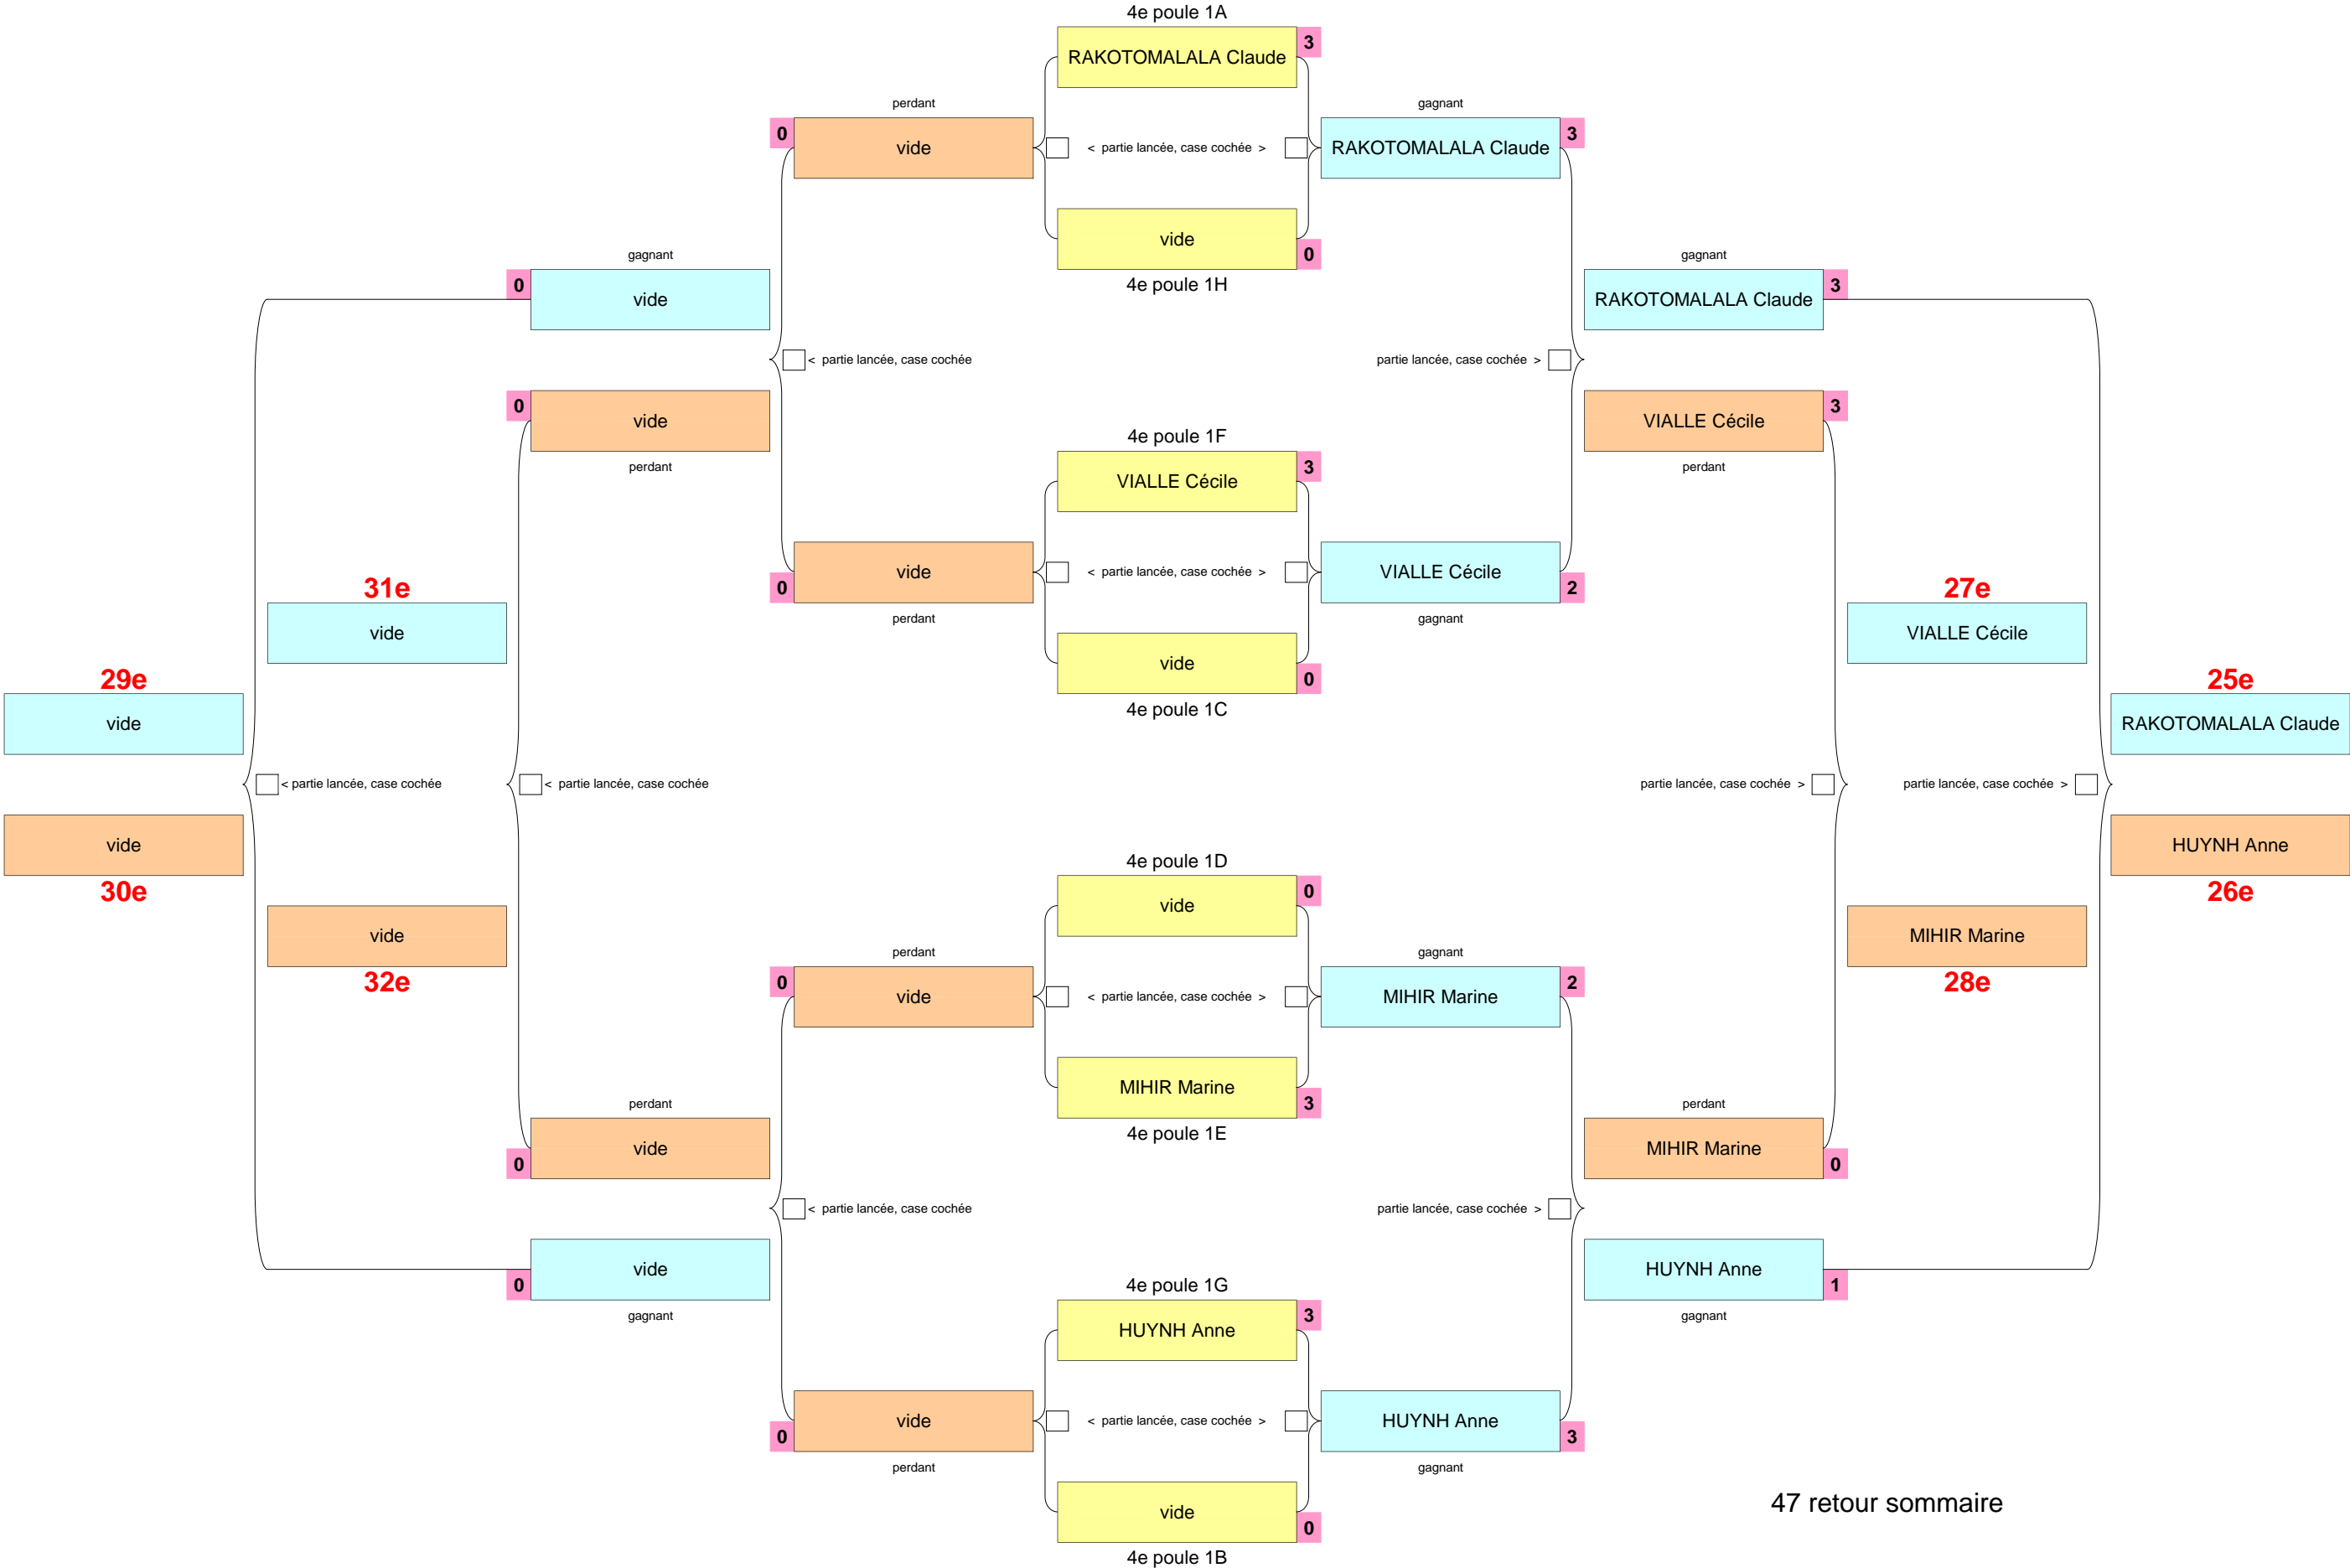 4e poule 1A
RAKOTOMALALA Claude 3
perdant gagnant
0 vide < partie lancée, case cochée > RAKOTOMALALA Claude 3
vide 0
gagnant gagnant
0 vide 4e poule 1H RAKOTOMALALA Claude 3
< partie lancée, case cochée partie lancée, case cochée >
0 vide VIALLE Cécile 3
4e poule 1F
perdant VIALLE Cécile 3 perdant
0 vide < partie lancée, case cochée > VIALLE Cécile 2
31e 27e
perdant gagnant
vide vide 0 VIALLE Cécile
29e 25e
4e poule 1C
vide RAKOTOMALALA Claude
< partie lancée, case cochée < partie lancée, case cochée partie lancée, case cochée > partie lancée, case cochée >
vide HUYNH Anne
4e poule 1D
30e 26e
vide vide 0 MIHIR Marine
perdant gagnant
32e 28e
0 vide < partie lancée, case cochée > MIHIR Marine 2
MIHIR Marine 3
perdant perdant
4e poule 1E
0 vide MIHIR Marine 0
< partie lancée, case cochée partie lancée, case cochée >
0 vide HUYNH Anne 1
4e poule 1G
gagnant HUYNH Anne 3 gagnant
0 vide < partie lancée, case cochée > HUYNH Anne 3
perdant gagnant
vide 0
47 retour sommaire
4e poule 1B